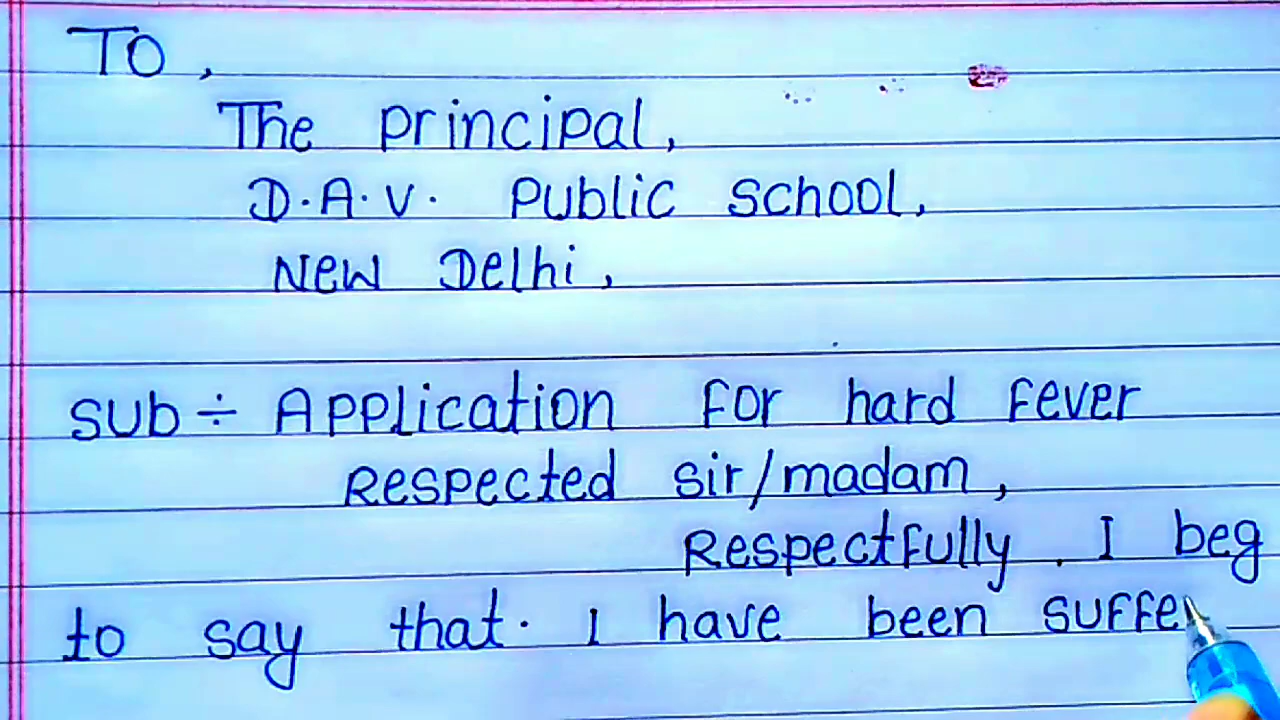 TO,
The principal,
D.A.V. Public school,
New Delhi,
Sub ÷ Application for hard fever
Respected sir/madam,
Respectfully. I beg
to say that. I have been suffe